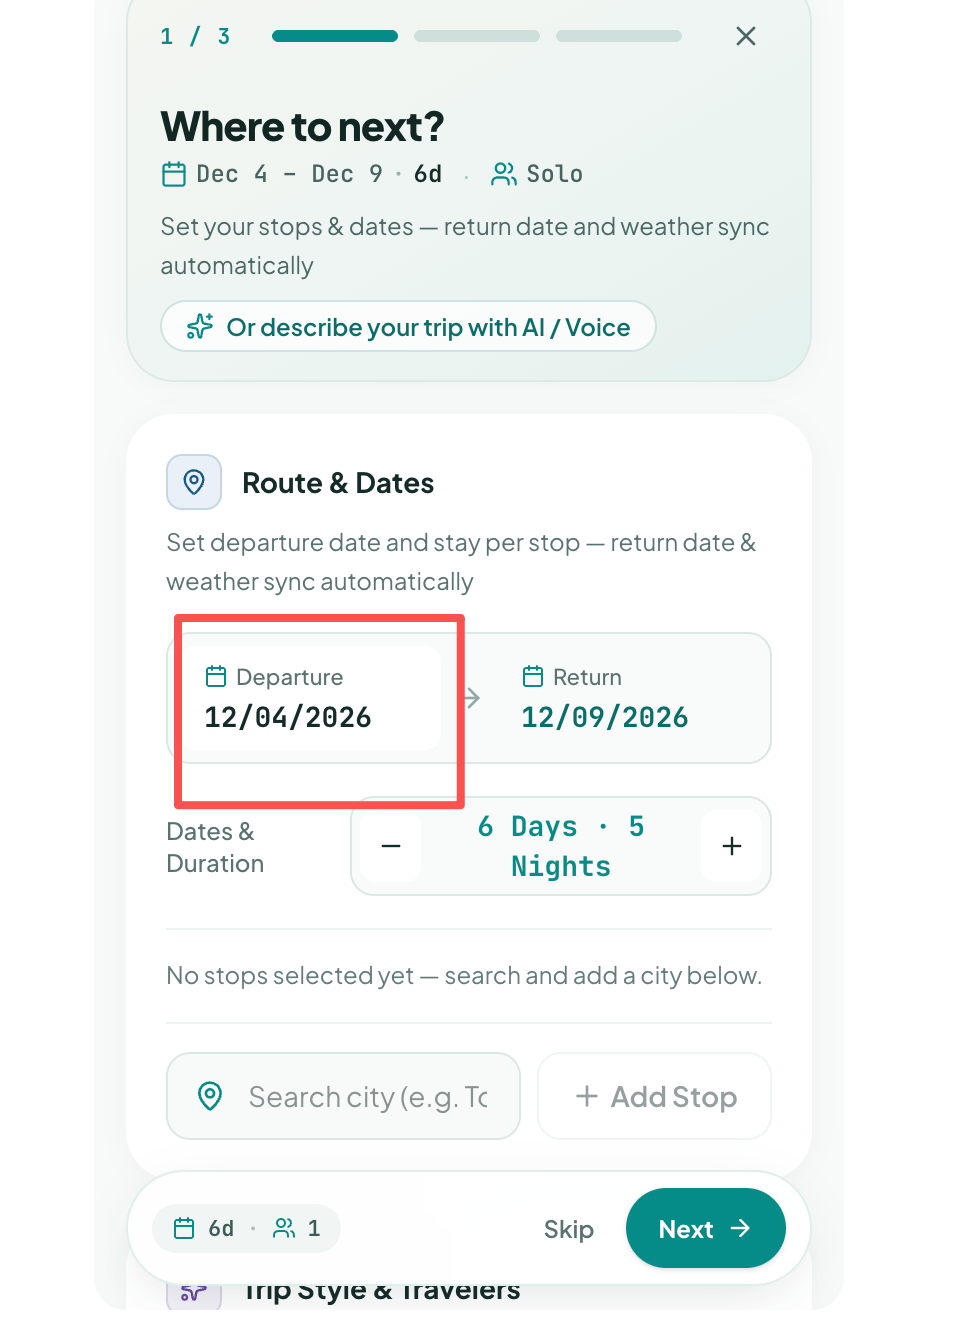 1 / 3
Where to next?
Dec 4 – Dec 9 · 6d · Solo
Set your stops & dates — return date and weather sync
automatically
Or describe your trip with AI / Voice
Route & Dates
Set departure date and stay per stop — return date &
weather sync automatically
Departure
12/04/2026
Return
12/09/2026
Dates &
Duration
6 Days · 5
Nights
No stops selected yet — search and add a city below.
Search city (e.g. To
Add Stop
6d · 1
Skip
Next
Trip Style & Travelers